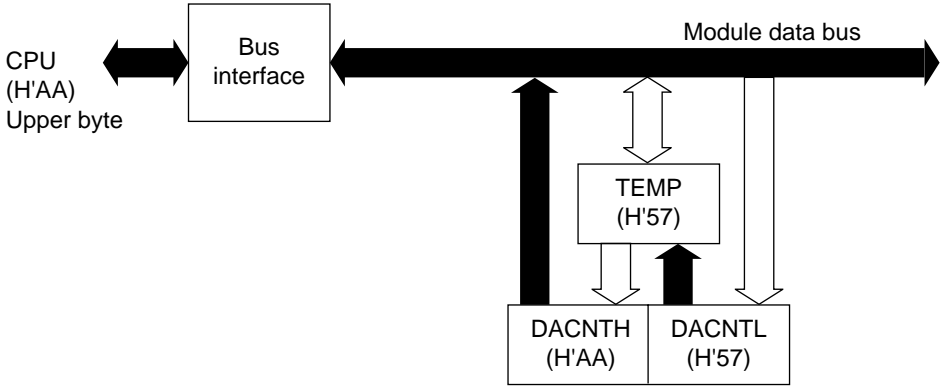 CPU
(H'AA)
Upper byte
Bus
interface
Module data bus
TEMP
(H'57)
DACNTH
(H'AA)
DACNTL
(H'57)